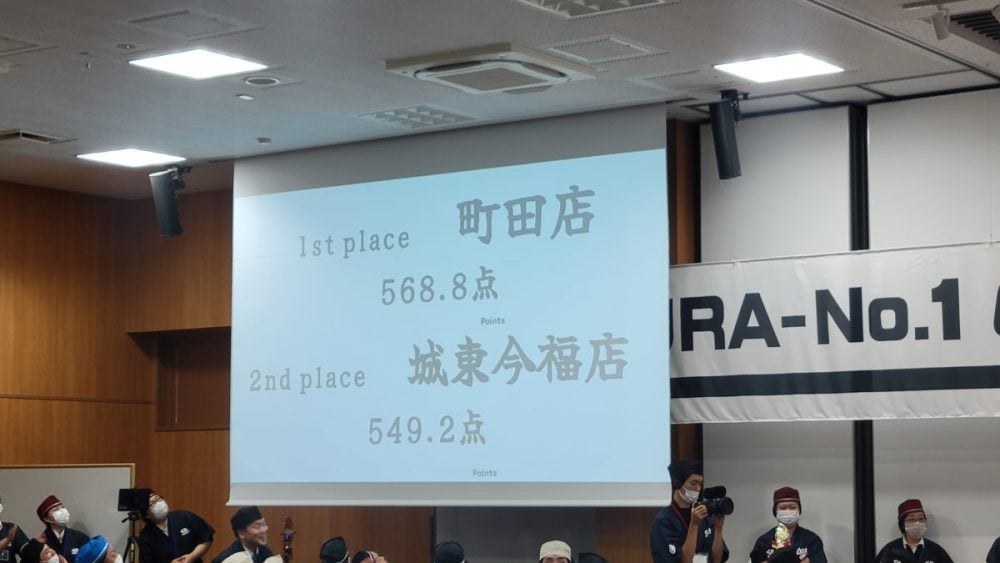 1st place 町田店
568.8点
Points
2nd place 城東今福店
549.2点
Points
URA-No.1